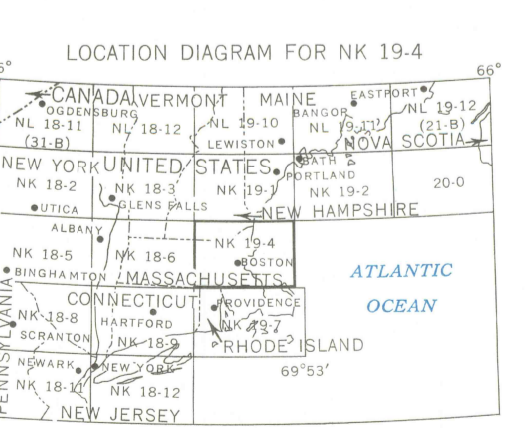 LOCATION DIAGRAM FOR NK 19-4
6° 66°
CANADA VERMONT MAINE EASTPORT
OGDENSBURG BANGOR NL 19-12
NL 18-11 NL 18-12 NL 19-10 NL 19-11 (21-B)
(31-B) LEWISTON NOVA SCOTIA
NEW YORK UNITED STATES BATH
PORTLAND
NK 18-2 NK 18-3 NK 19-1 NK 19-2 20-0
UTICA GLENS FALLS NEW HAMPSHIRE
ALBANY
NK 18-5 NK 18-6 NK 19-4
BOSTON
BINGHAMTON MASSACHUSETTS
ATLANTIC
OCEAN
CONNECTICUT PROVIDENCE
NK 18-8 HARTFORD NK 19-7
SCRANTON NK 18-9 RHODE ISLAND
PENNSYLVANIA
NEWARK NEW YORK 69°53'
NK 18-11 NK 18-12
NEW JERSEY